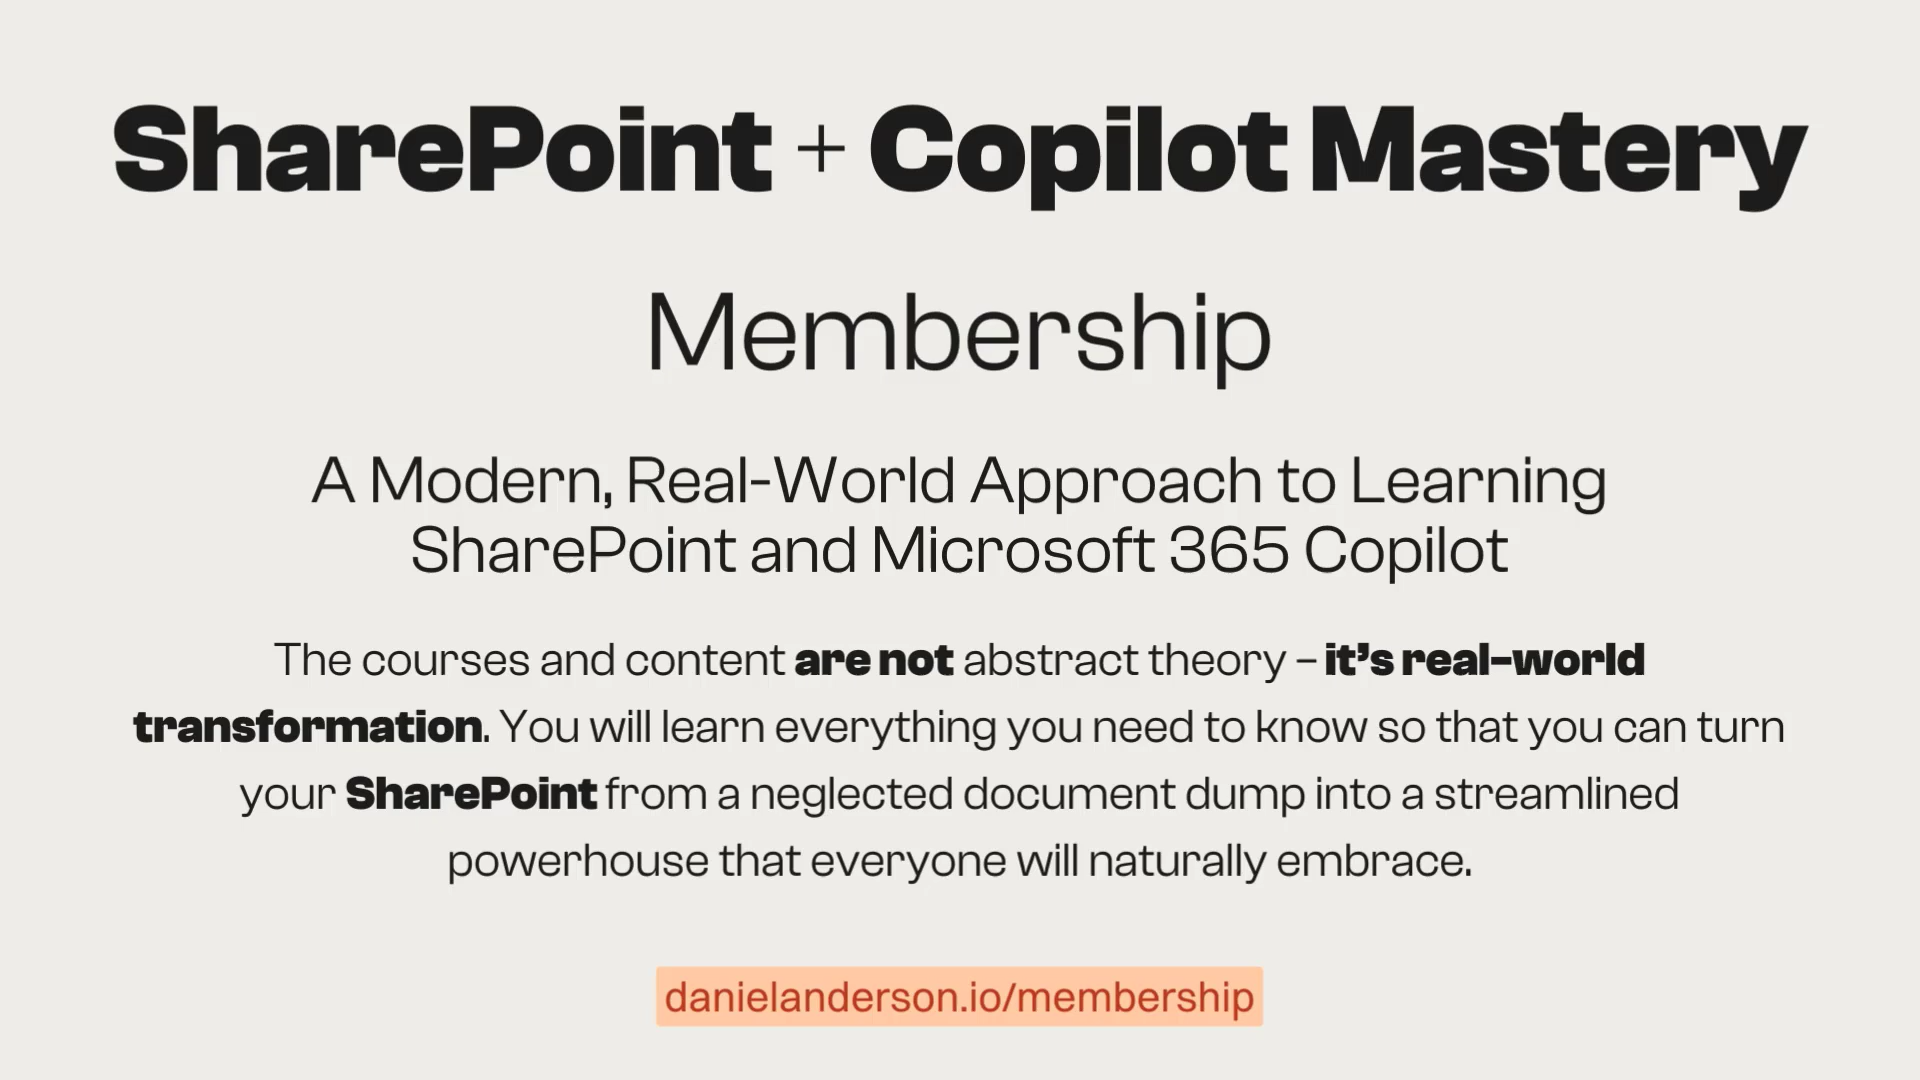 SharePoint + Copilot Mastery
Membership
A Modern, Real-World Approach to Learning
SharePoint and Microsoft 365 Copilot
The courses and content are not abstract theory – it’s real-world
transformation. You will learn everything you need to know so that you can turn
your SharePoint from a neglected document dump into a streamlined
powerhouse that everyone will naturally embrace.
danielanderson.io/membership